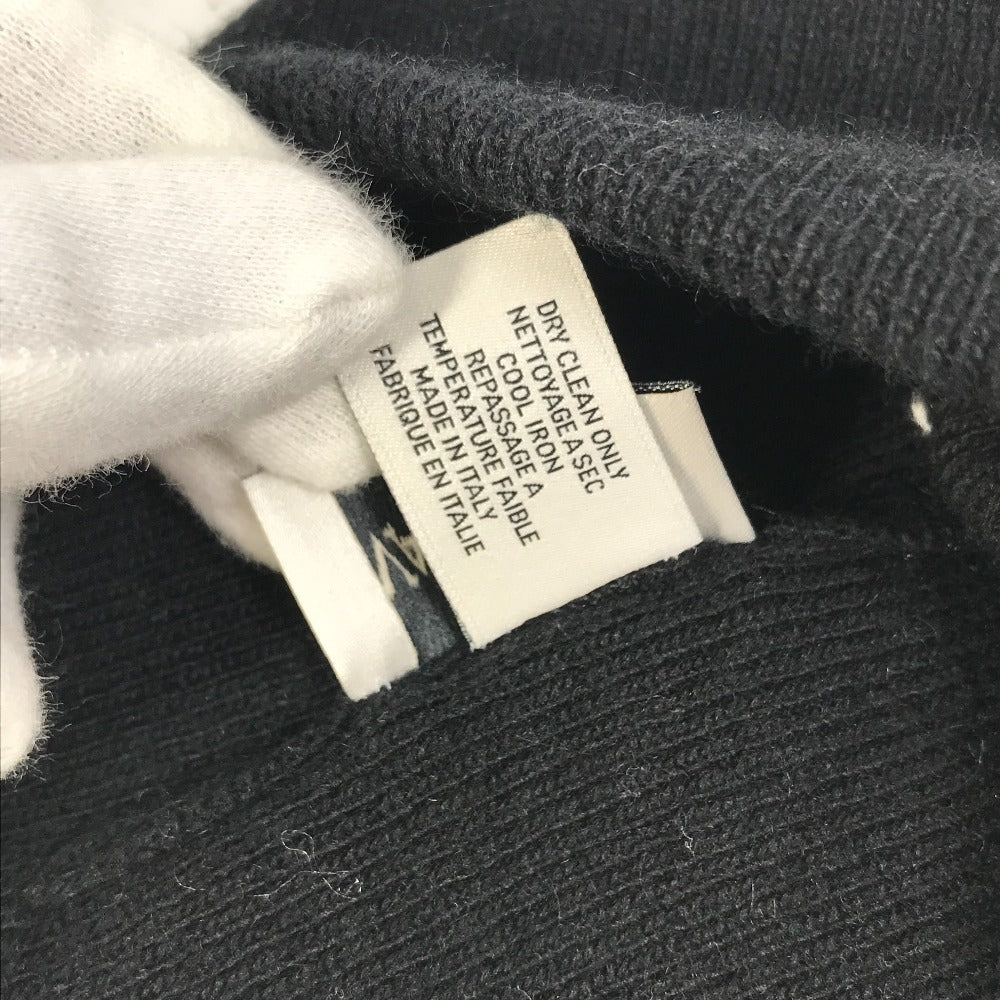 DRY CLEAN ONLY
NETTOYAGE A SEC
COOL IRON
REPASSAGE A
TEMPERATURE FAIBLE
MADE IN ITALY
FABRIQUE EN ITALIE